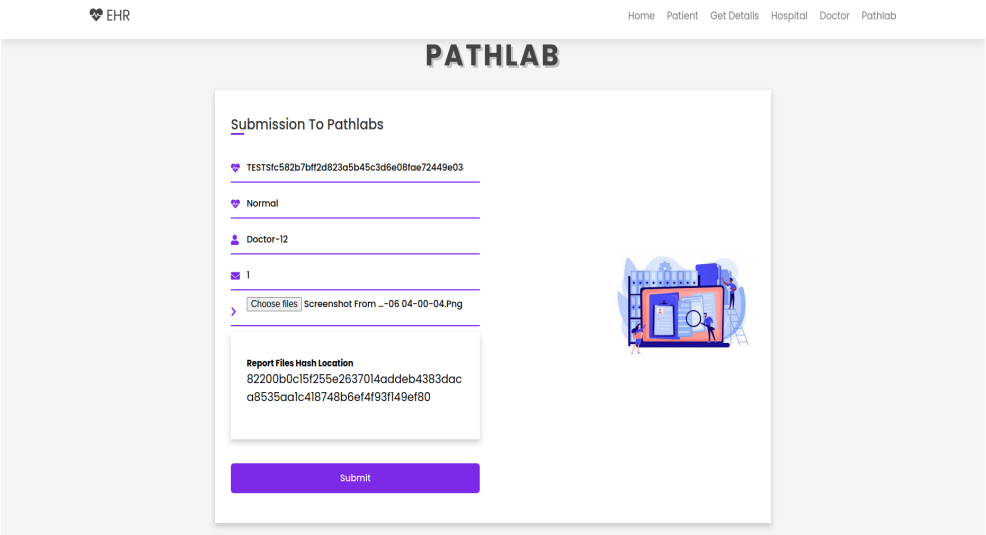 EHR
Home Patient Get Details Hospital Doctor Pathlab
PATHLAB
Submission To Pathlabs
TESTSfc582b7bff2d823a5b45c3d6e08fae72449e03
Normal
Doctor-12
1
Choose files Screenshot From ...-06 04-00-04.Png
Report Files Hash Location
82200b0c15f255e2637014addeb4383dac
a8535aa1c418748b6ef4f93f149ef80
Submit